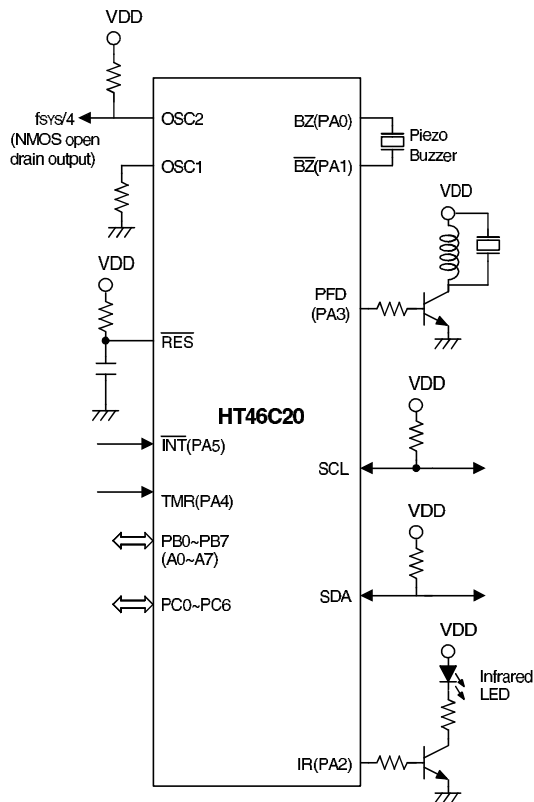 VDD
fSYS/4
(NMOS open
drain output)
OSC2
OSC1
VDD
RES
HT46C20
INT(PA5)
TMR(PA4)
PB0~PB7
(A0~A7)
PC0~PC6
BZ(PA0)
BZ(PA1)
Piezo
Buzzer
VDD
PFD
(PA3)
VDD
SCL
VDD
SDA
VDD
Infrared
LED
IR(PA2)